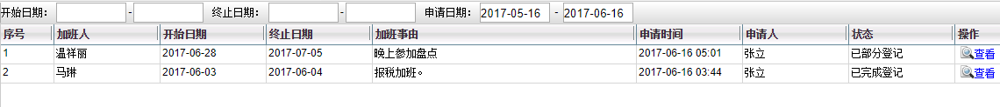 开始日期： - 终止日期： - 申请日期： 2017-05-16 - 2017-06-16
序号 加班人 开始日期 终止日期 加班事由 申请时间 申请人 状态 操作
1 温祥丽 2017-06-28 2017-07-05 晚上参加盘点 2017-06-16 05:01 张立 已部分登记 查看
2 马琳 2017-06-03 2017-06-04 报税加班。 2017-06-16 03:44 张立 已完成登记 查看